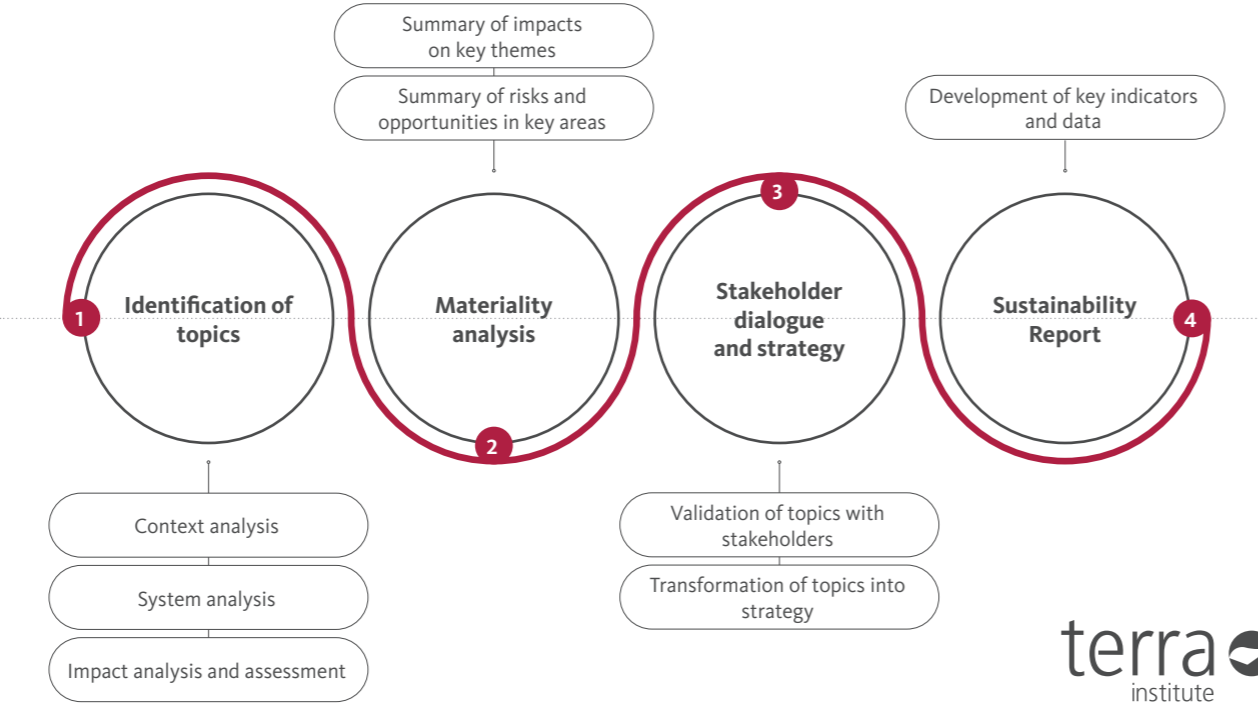 Summary of impacts
on key themes
Summary of risks and
opportunities in key areas
Development of key indicators
and data
1
Identification of
topics
2
Materiality
analysis
3
Stakeholder
dialogue
and strategy
4
Sustainability
Report
Context analysis
System analysis
Impact analysis and assessment
Validation of topics with
stakeholders
Transformation of topics into
strategy
terra
institute